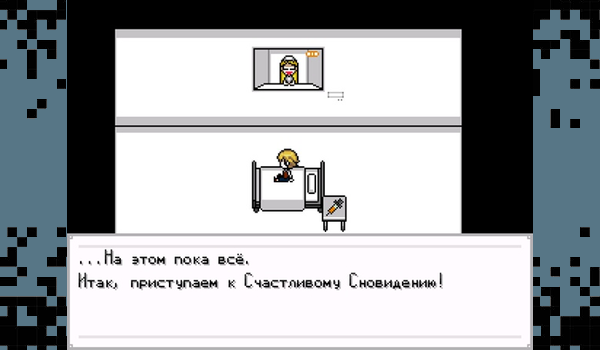 ...На этом пока всё.
Итак, приступаем к Счастливому Сновидению!